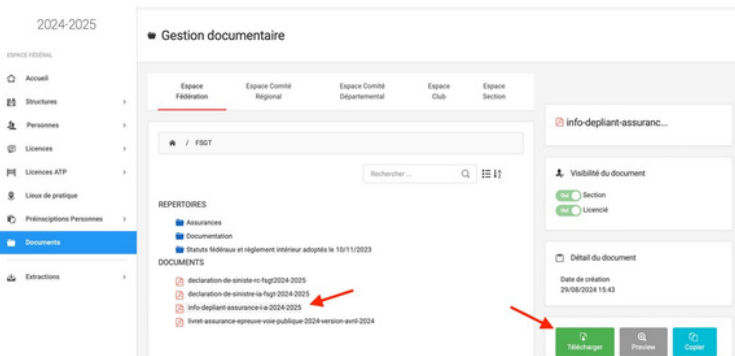 2024-2025
ESPACE FÉDÉRAL
Accueil
Structures
Personnes
Licences
Licences ATP
Lieux de pratique
Préinsciptions Personnes
Documents
Extractions
Gestion documentaire
Espace
Fédération
Espace Comité
Régional
Espace Comité
Départemental
Espace
Club
Espace
Section
/ FSGT
Rechercher ...
REPERTOIRES
Assurances
Documentation
Statuts fédéraux et règlement intérieur adoptés le 10/11/2023
DOCUMENTS
declaration-de-siniste-rc-fsgt2024-2025
declaration-de-sinistre-ia-fsgt-2024-2025
info-depliant-assurance-i-a-2024-2025
livret-assurance-epreuve-voie-publique-2024-version-avril-2024
info-depliant-assuranc...
Visibilité du document
Oui Section
Oui Licencié
Détail du document
Date de création
29/08/2024 15:43
Télécharger
Preview
Copier